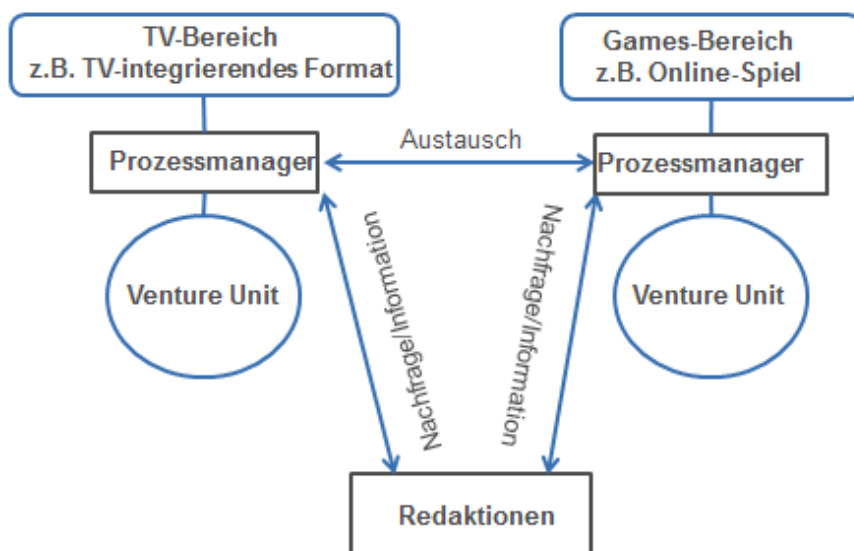 TV-Bereich
z.B. TV-integrierendes Format
Games-Bereich
z.B. Online-Spiel
Prozessmanager
Austausch
Prozessmanager
Venture Unit
Nachfrage/Information
Nachfrage/Information
Venture Unit
Redaktionen